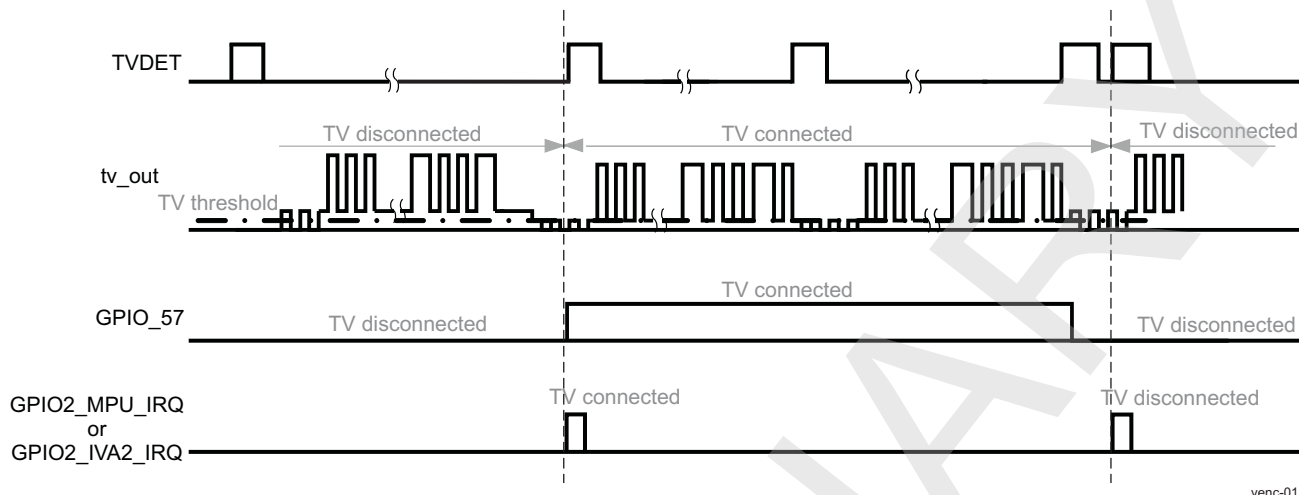 TVDET
TV disconnected
TV connected
TV disconnected
tv_out
TV threshold
GPIO_57
TV disconnected
TV connected
TV disconnected
GPIO2_MPU_IRQ
or
GPIO2_IVA2_IRQ
TV connected
TV disconnected
venc-01